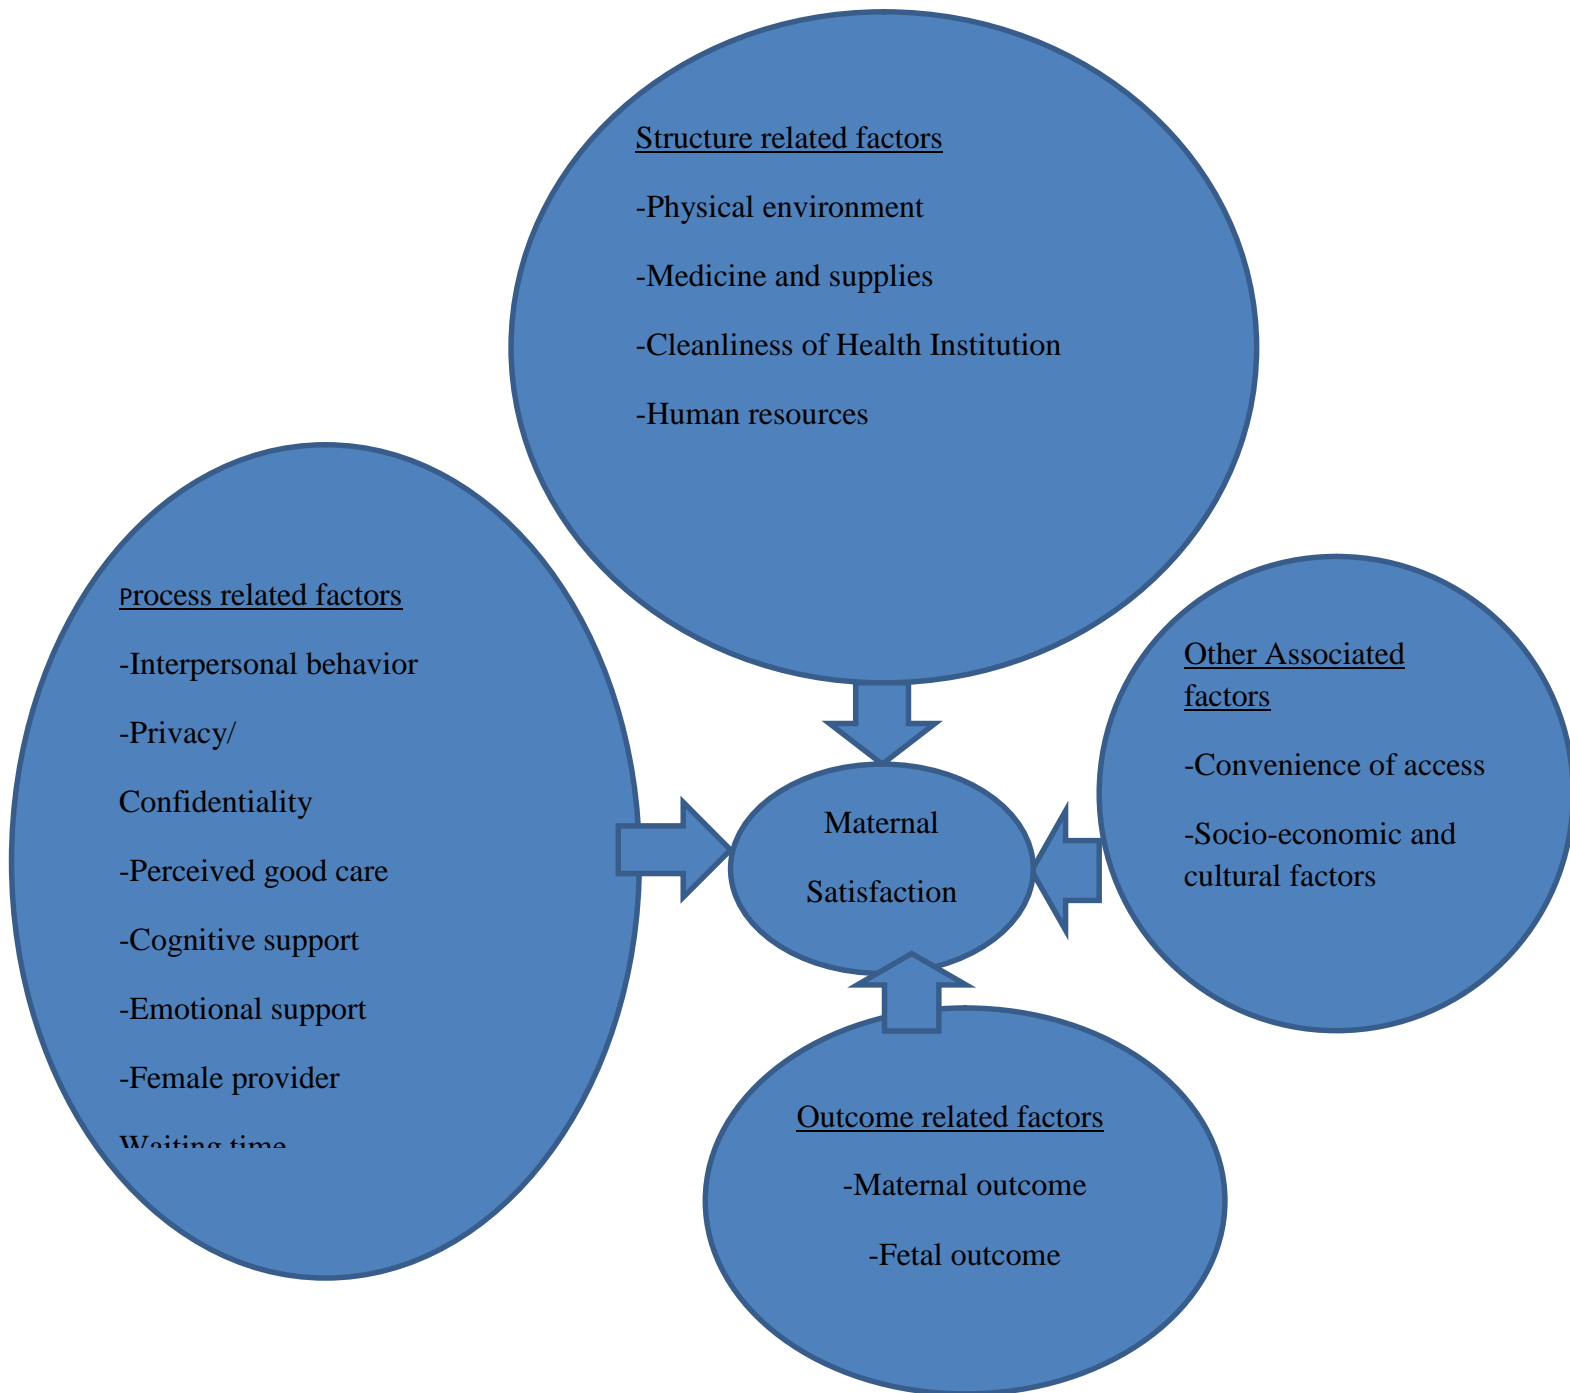 Structure related factors
-Physical environment
-Medicine and supplies
-Cleanliness of Health Institution
-Human resources
Process related factors
-Interpersonal behavior
-Privacy/
Confidentiality
-Perceived good care
-Cognitive support
-Emotional support
-Female provider
Waiting time
Other Associated
factors
-Convenience of access
-Socio-economic and
cultural factors
Maternal
Satisfaction
Outcome related factors
-Maternal outcome
-Fetal outcome